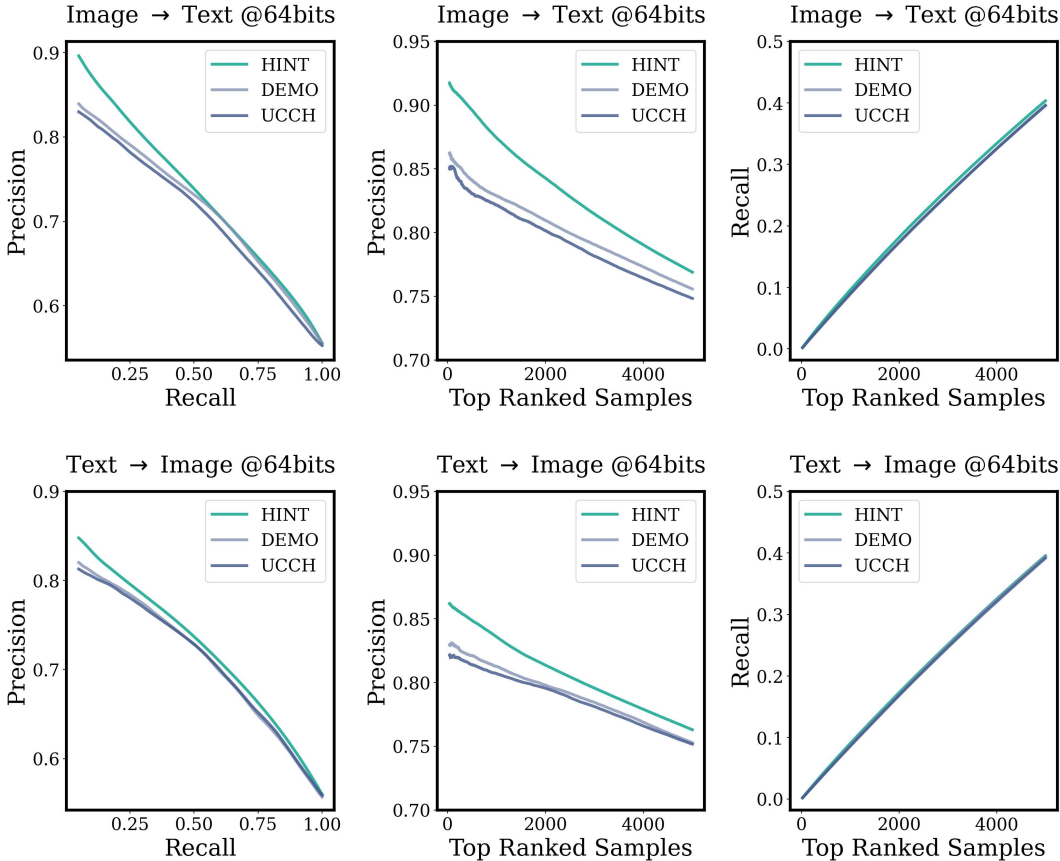 Image → Text @64bits
0.9
0.8
0.7
0.6
Precision
HINT
DEMO
UCCH
0.25 0.50 0.75 1.00
Recall
Image → Text @64bits
0.95
0.90
0.85
0.80
0.75
0.70
Precision
HINT
DEMO
UCCH
0 2000 4000
Top Ranked Samples
Image → Text @64bits
0.5
0.4
0.3
0.2
0.1
0.0
Recall
HINT
DEMO
UCCH
0 2000 4000
Top Ranked Samples
Text → Image @64bits
0.9
0.8
0.7
0.6
Precision
HINT
DEMO
UCCH
0.25 0.50 0.75 1.00
Recall
Text → Image @64bits
0.95
0.90
0.85
0.80
0.75
0.70
Precision
HINT
DEMO
UCCH
0 2000 4000
Top Ranked Samples
Text → Image @64bits
0.5
0.4
0.3
0.2
0.1
0.0
Recall
HINT
DEMO
UCCH
0 2000 4000
Top Ranked Samples